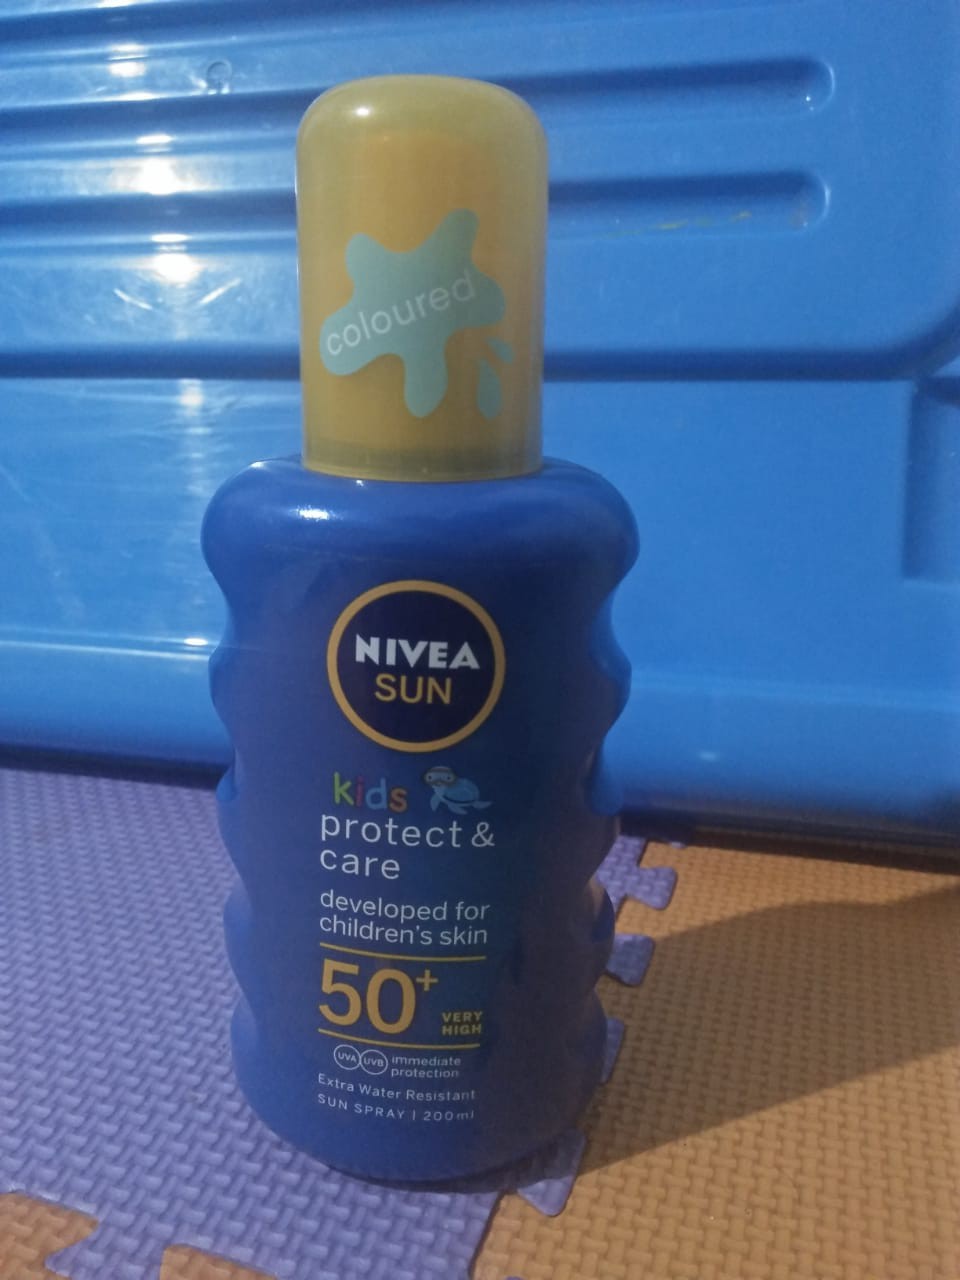 coloured
NIVEA
SUN
kids
protect &
care
developed for
children's skin
50+
VERY
HIGH
UVA UVB immediate
protection
Extra Water Resistant
SUN SPRAY | 200ml